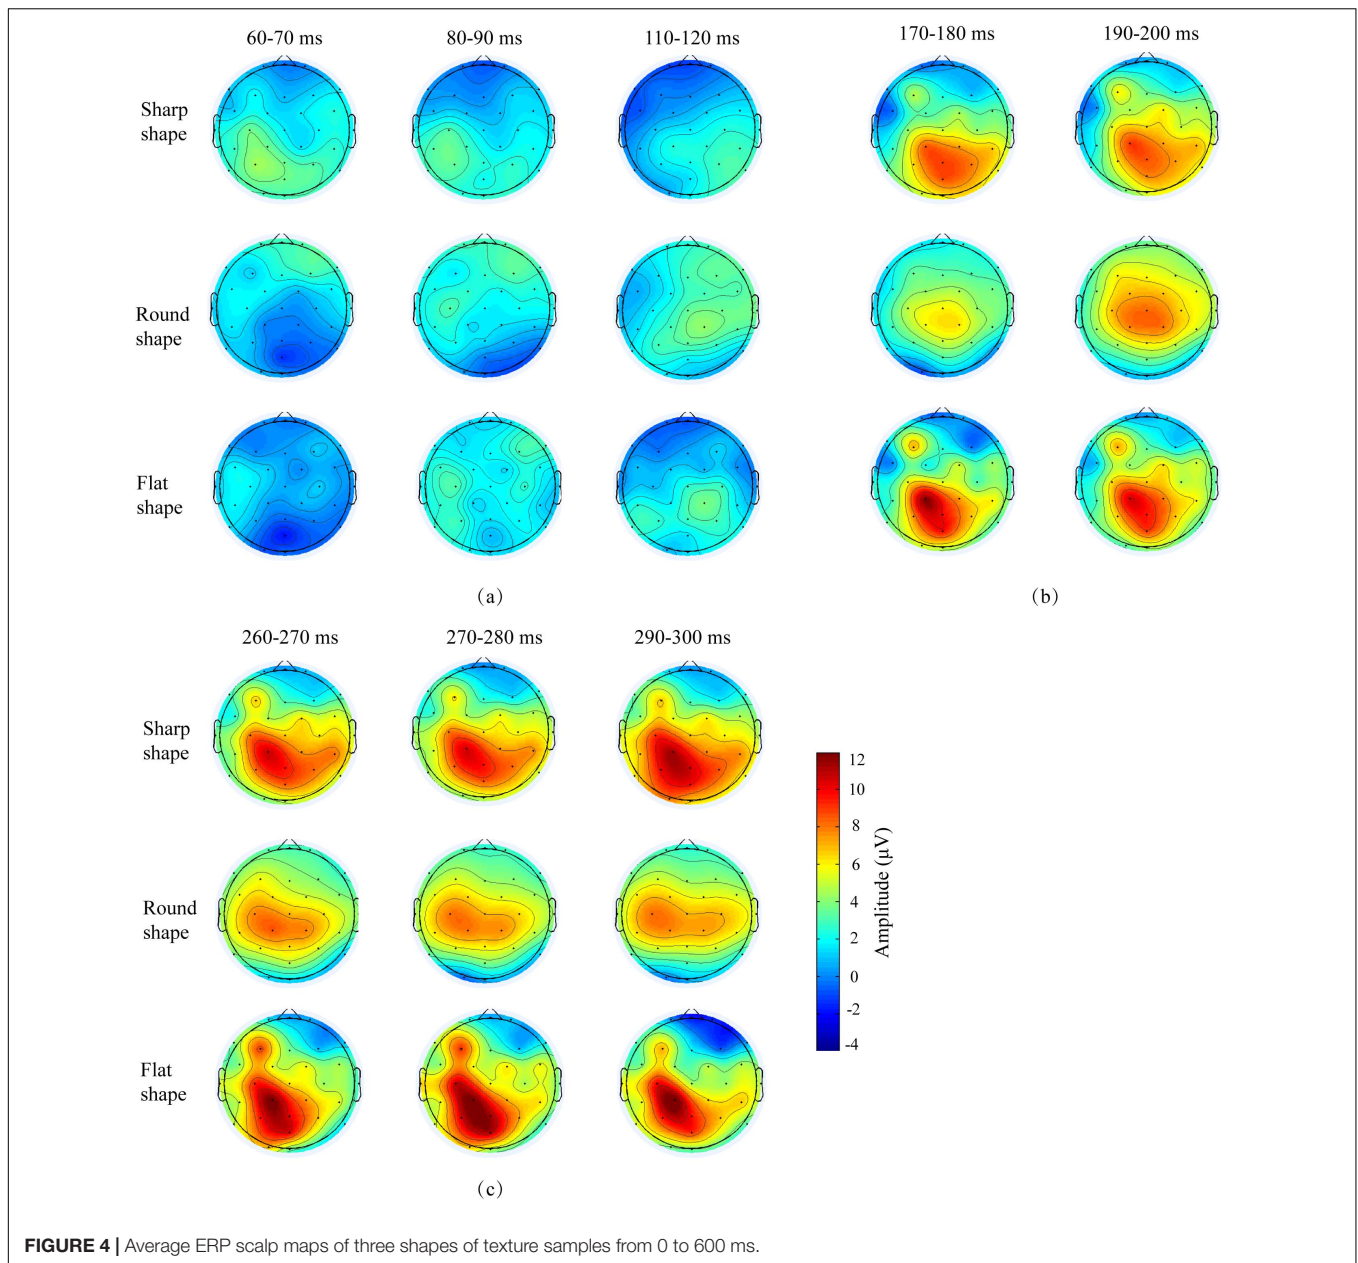 60-70 ms 80-90 ms 110-120 ms 170-180 ms 190-200 ms
Sharp
shape
Round
shape
Flat
shape
(a) (b)
260-270 ms 270-280 ms 290-300 ms
Sharp
shape
Round
shape
Flat
shape
12
10
8
6
4
2
0
-2
-4
Amplitude (μV)
(c)
FIGURE 4 | Average ERP scalp maps of three shapes of texture samples from 0 to 600 ms.